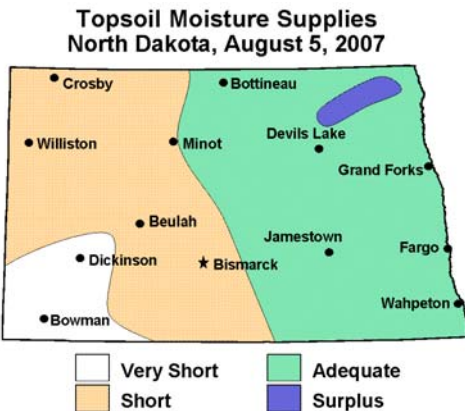 Topsoil Moisture Supplies
North Dakota, August 5, 2007
Crosby
Bottineau
Williston
Minot
Devils Lake
Grand Forks
Beulah
Jamestown
Dickinson
Bismarck
Fargo
Wahpeton
Bowman
Very Short
Adequate
Short
Surplus